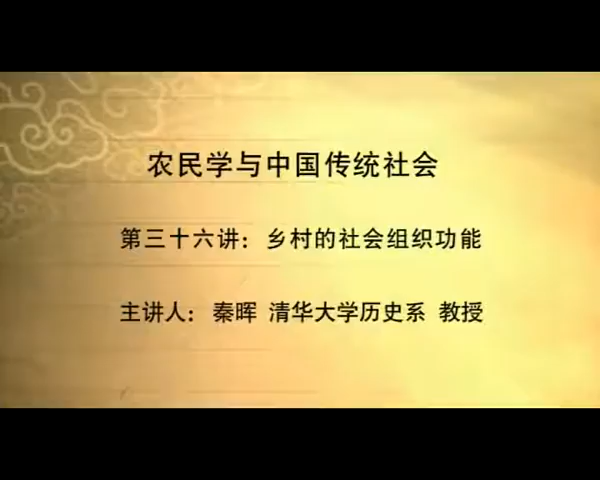 农民学与中国传统社会
第三十六讲：乡村的社会组织功能
主讲人：秦晖 清华大学历史系 教授